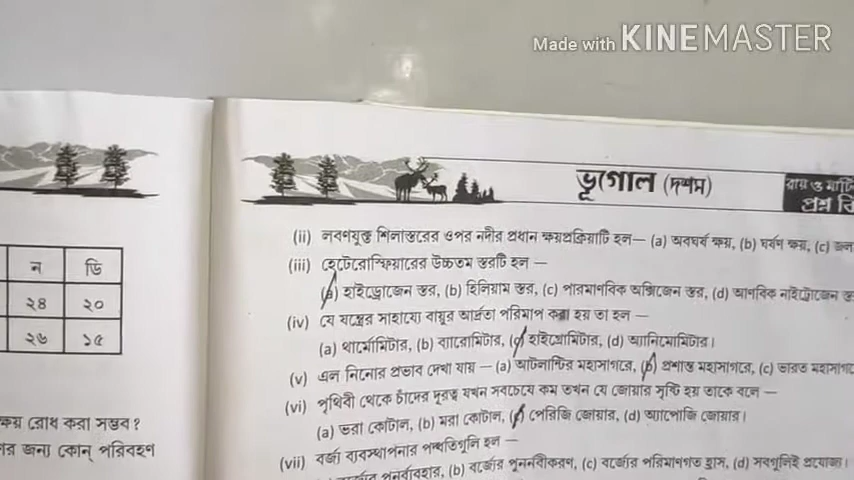 Made with KINEMASTER
ভূগোল (দশম)
রায় ও মার্টিন
প্রশ্ন বি
ন ডি
২৪ ২০
২৬ ১৫
ক্ষয় রোধ করা সম্ভব?
জন্য কোন্ পরিবহণ
(ii) লবণযুক্ত শিলাস্তরের ওপর নদীর প্রধান ক্ষয়প্রক্রিয়াটি হল— (a) অবঘর্ষ ক্ষয়, (b) ঘর্ষণ ক্ষয়, (c) জল
(iii) হেটেরোস্ফিয়ারের উচ্চতম স্তরটি হল —
(a) হাইড্রোজেন স্তর, (b) হিলিয়াম স্তর, (c) পারমাণবিক অক্সিজেন স্তর, (d) আণবিক নাইট্রোজেন স্ত
(iv) যে যন্ত্রের সাহায্যে বায়ুর আর্দ্রতা পরিমাপ করা হয় তা হল —
(a) থার্মোমিটার, (b) ব্যারোমিটার, (c) হাইগ্রোমিটার, (d) অ্যানিমোমিটার।
(v) এল নিনোর প্রভাব দেখা যায় — (a) আটলান্টিক মহাসাগরে, (b) প্রশান্ত মহাসাগরে, (c) ভারত মহাসাগ
(vi) পৃথিবী থেকে চাঁদের দূরত্ব যখন সবচেয়ে কম তখন যে জোয়ার সৃষ্টি হয় তাকে বলে —
(a) ভরা কোটাল, (b) মরা কোটাল, (c) পেরিজি জোয়ার, (d) অ্যাপোজি জোয়ার।
(vii) বর্জ্য ব্যবস্থাপনার পদ্ধতিগুলি হল —
বর্জ্যের পুনর্ব্যবহার, (b) বর্জ্যের পুনর্নবীকরণ, (c) বর্জ্যের পরিমাণগত হ্রাস, (d) সবগুলিই প্রযোজ্য।